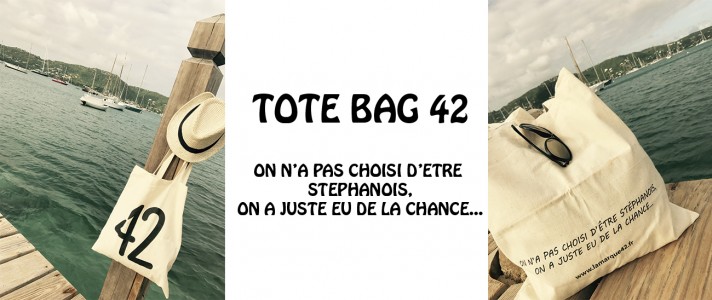 42
TOTE BAG 42
ON N'A PAS CHOISI D'ETRE
STEPHANOIS,
ON A JUSTE EU DE LA CHANCE...
ON N'A PAS CHOISI D'ÊTRE STÉPHANOIS,
ON A JUSTE EU DE LA CHANCE...
www.lamarque42.fr